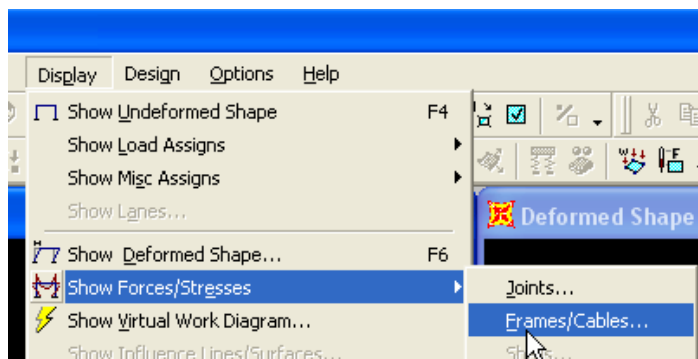 Display Design Options Help
Show Undeformed Shape F4
Show Load Assigns
Show Misc Assigns
Show Lanes...
Deformed Shape
Show Deformed Shape... F6
Show Forces/Stresses
Joints...
Show Virtual Work Diagram...
Frames/Cables...
Show Influence Lines/Surfaces...